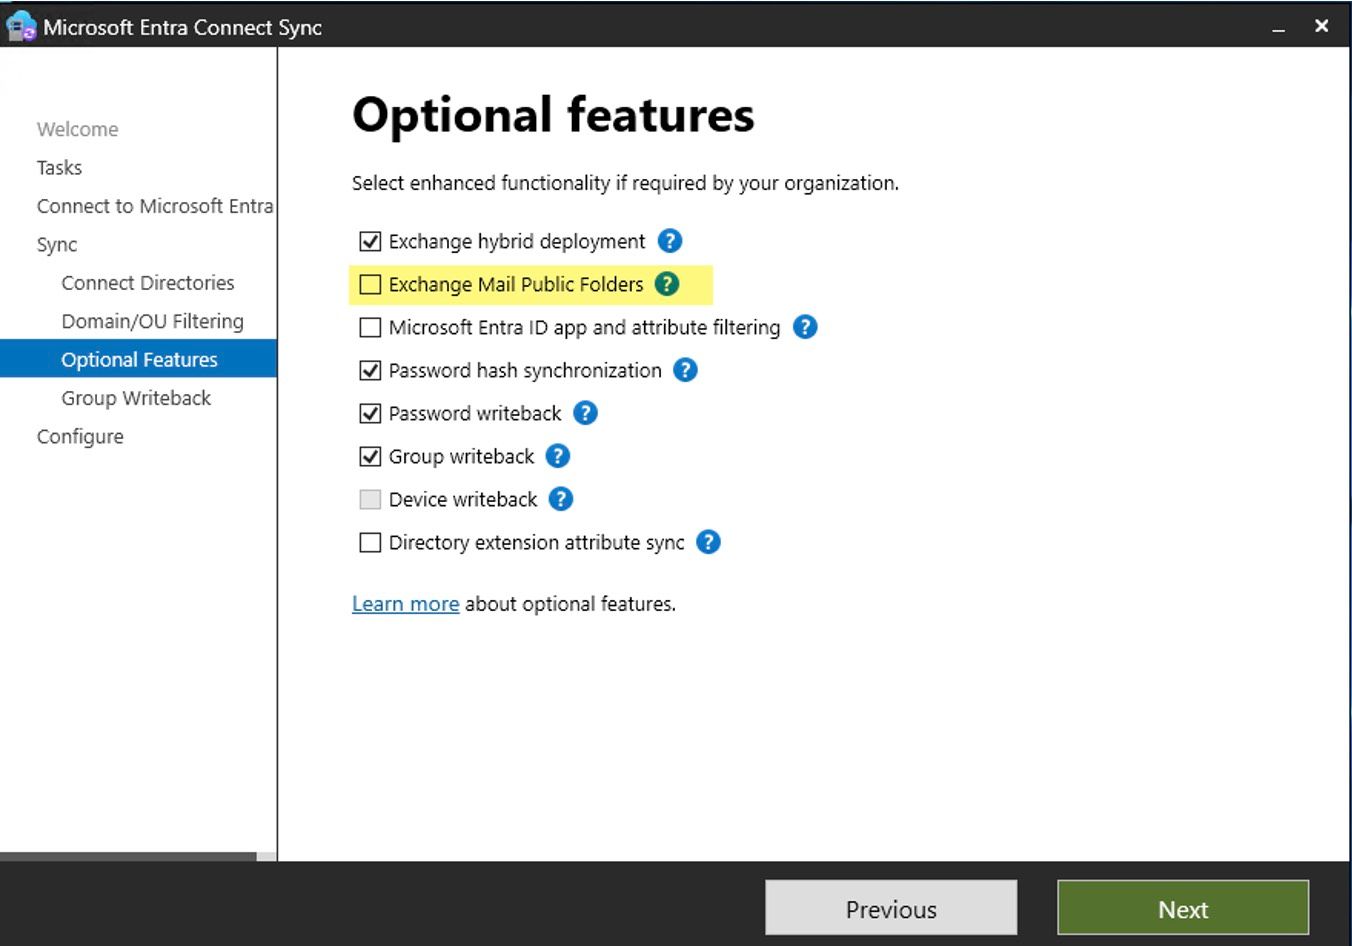 Microsoft Entra Connect Sync
Welcome
Tasks
Connect to Microsoft Entra
Sync
Connect Directories
Domain/OU Filtering
Optional Features
Group Writeback
Configure
Optional features
Select enhanced functionality if required by your organization.
Exchange hybrid deployment ?
Exchange Mail Public Folders ?
Microsoft Entra ID app and attribute filtering ?
Password hash synchronization ?
Password writeback ?
Group writeback ?
Device writeback ?
Directory extension attribute sync ?
Learn more about optional features.
Previous
Next